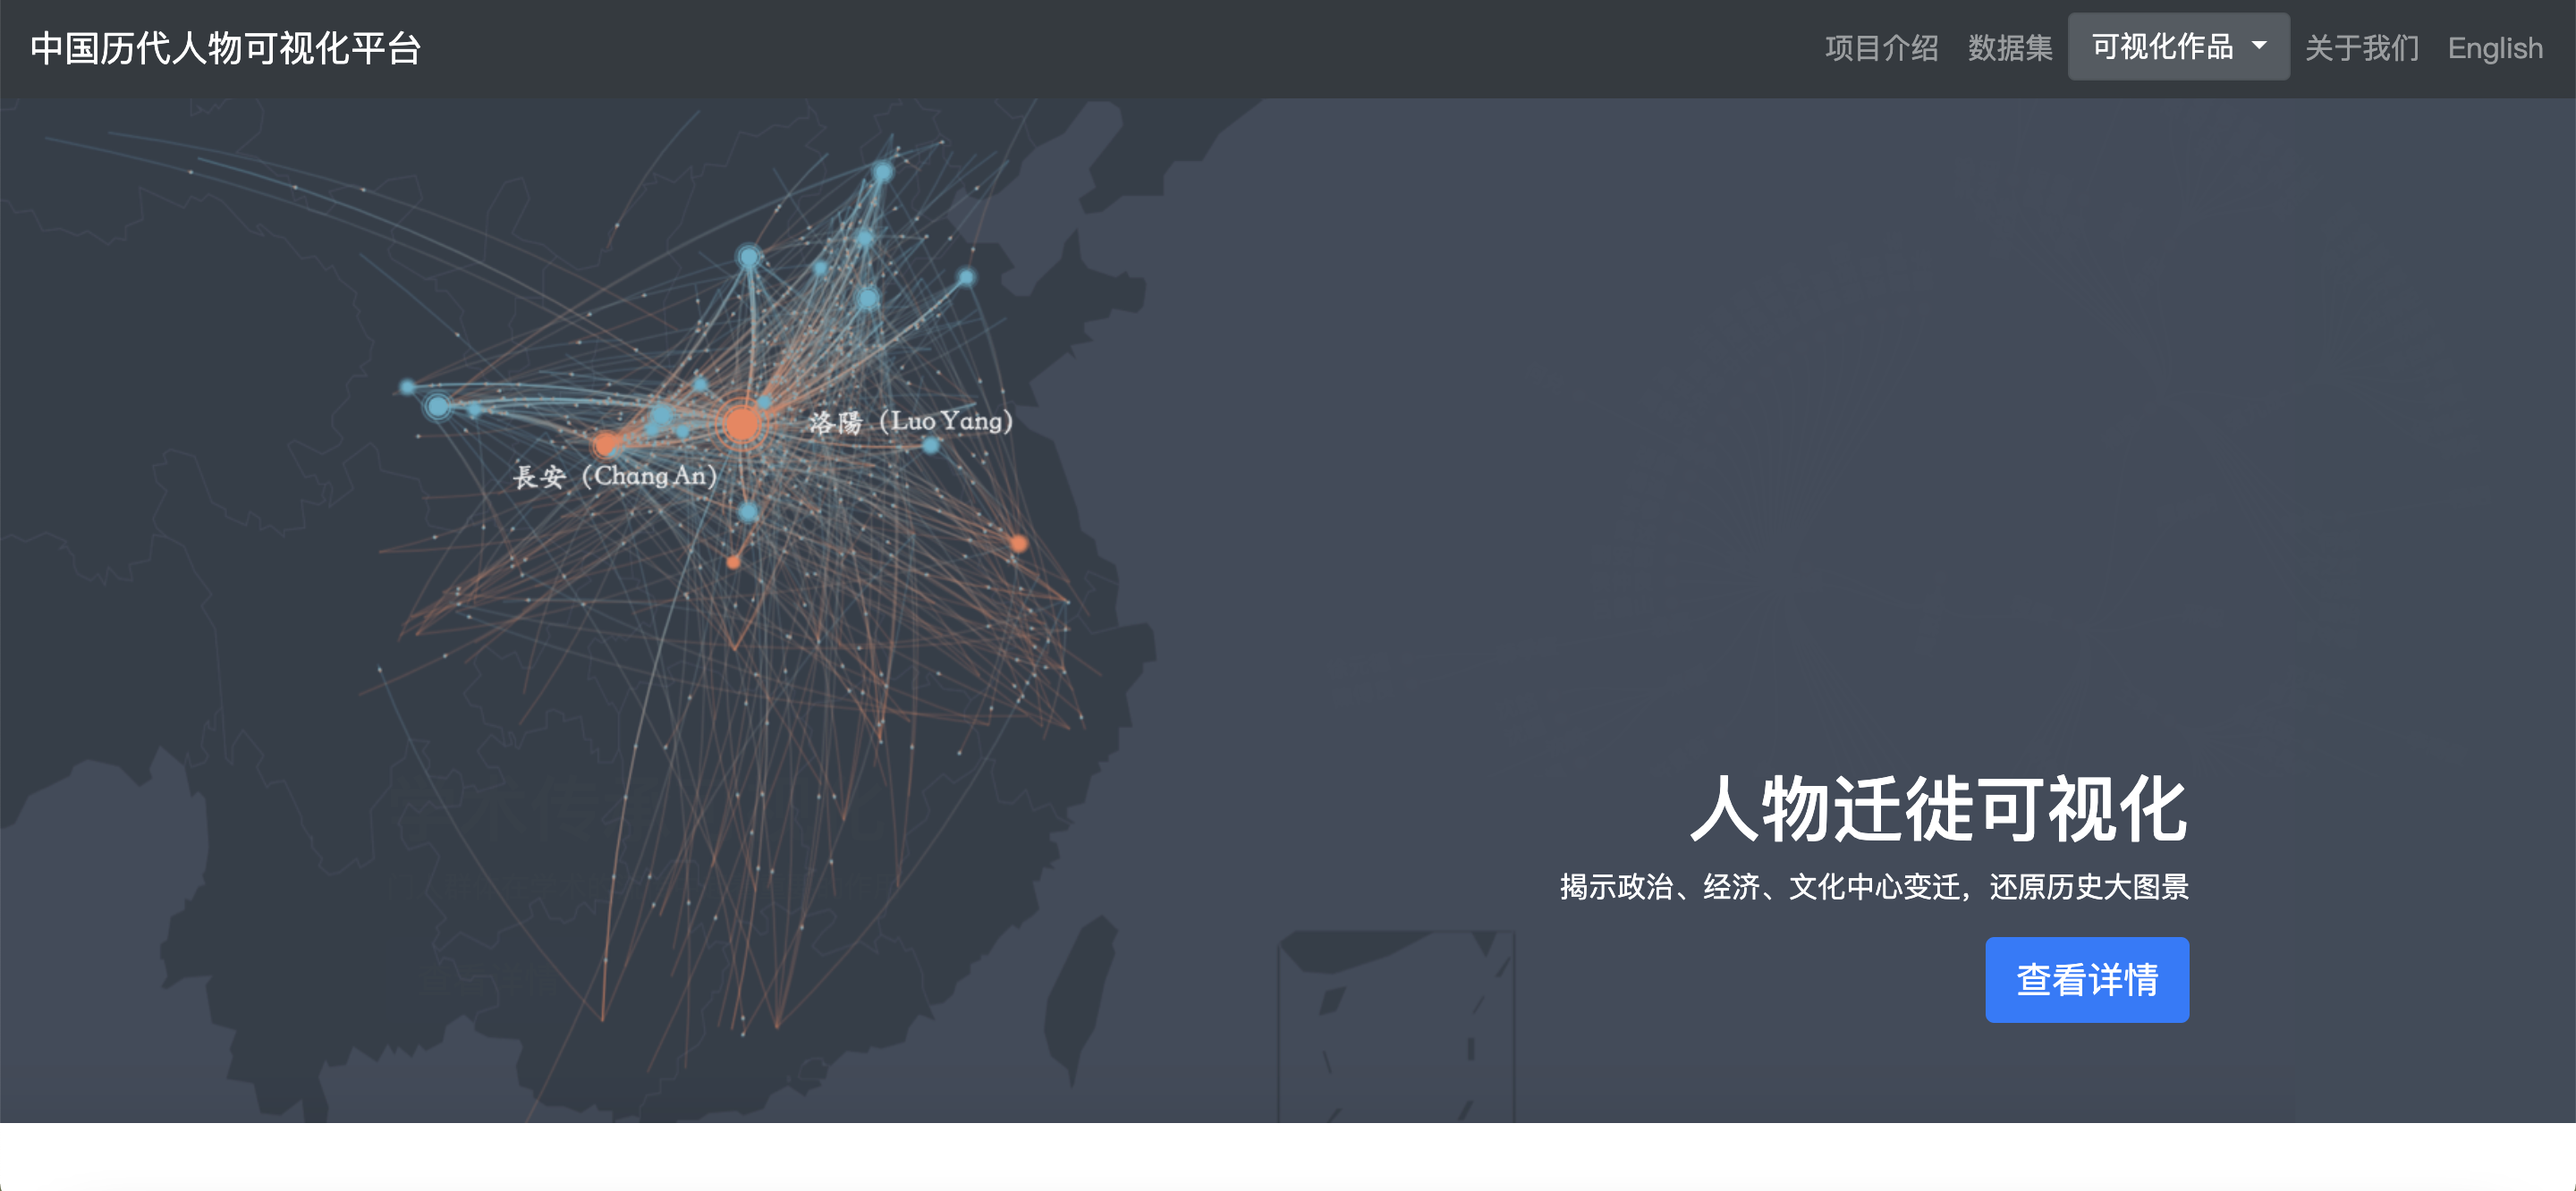 中国历代人物可视化平台
项目介绍 数据集 可视化作品 关于我们 English
洛陽 (Luo Yang)
長安 (Chang An)
人物迁徙可视化
揭示政治、经济、文化中心变迁，还原历史大图景
查看详情